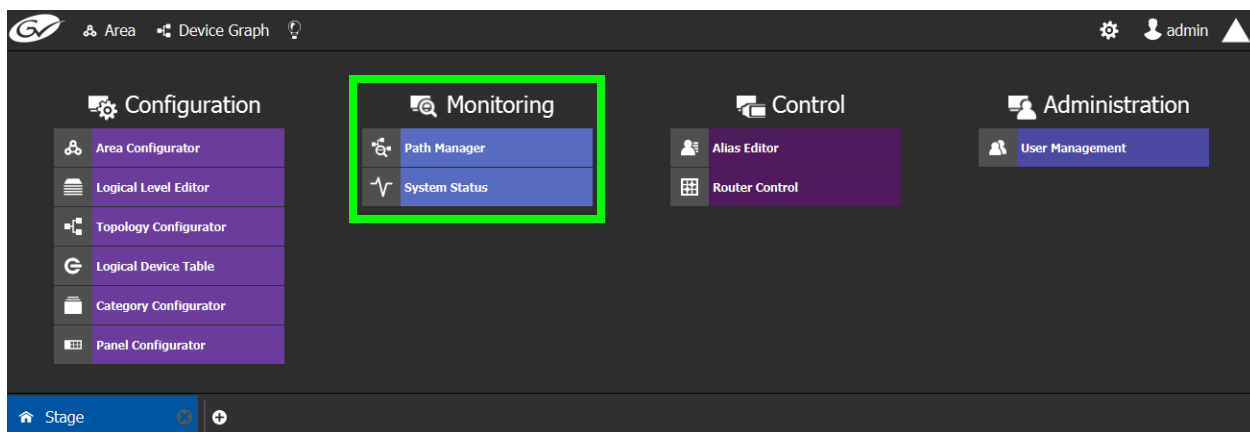 GV Area Device Graph admin
Configuration
Area Configurator
Logical Level Editor
Topology Configurator
Logical Device Table
Category Configurator
Panel Configurator
Monitoring
Path Manager
System Status
Control
Alias Editor
Router Control
Administration
User Management
Stage